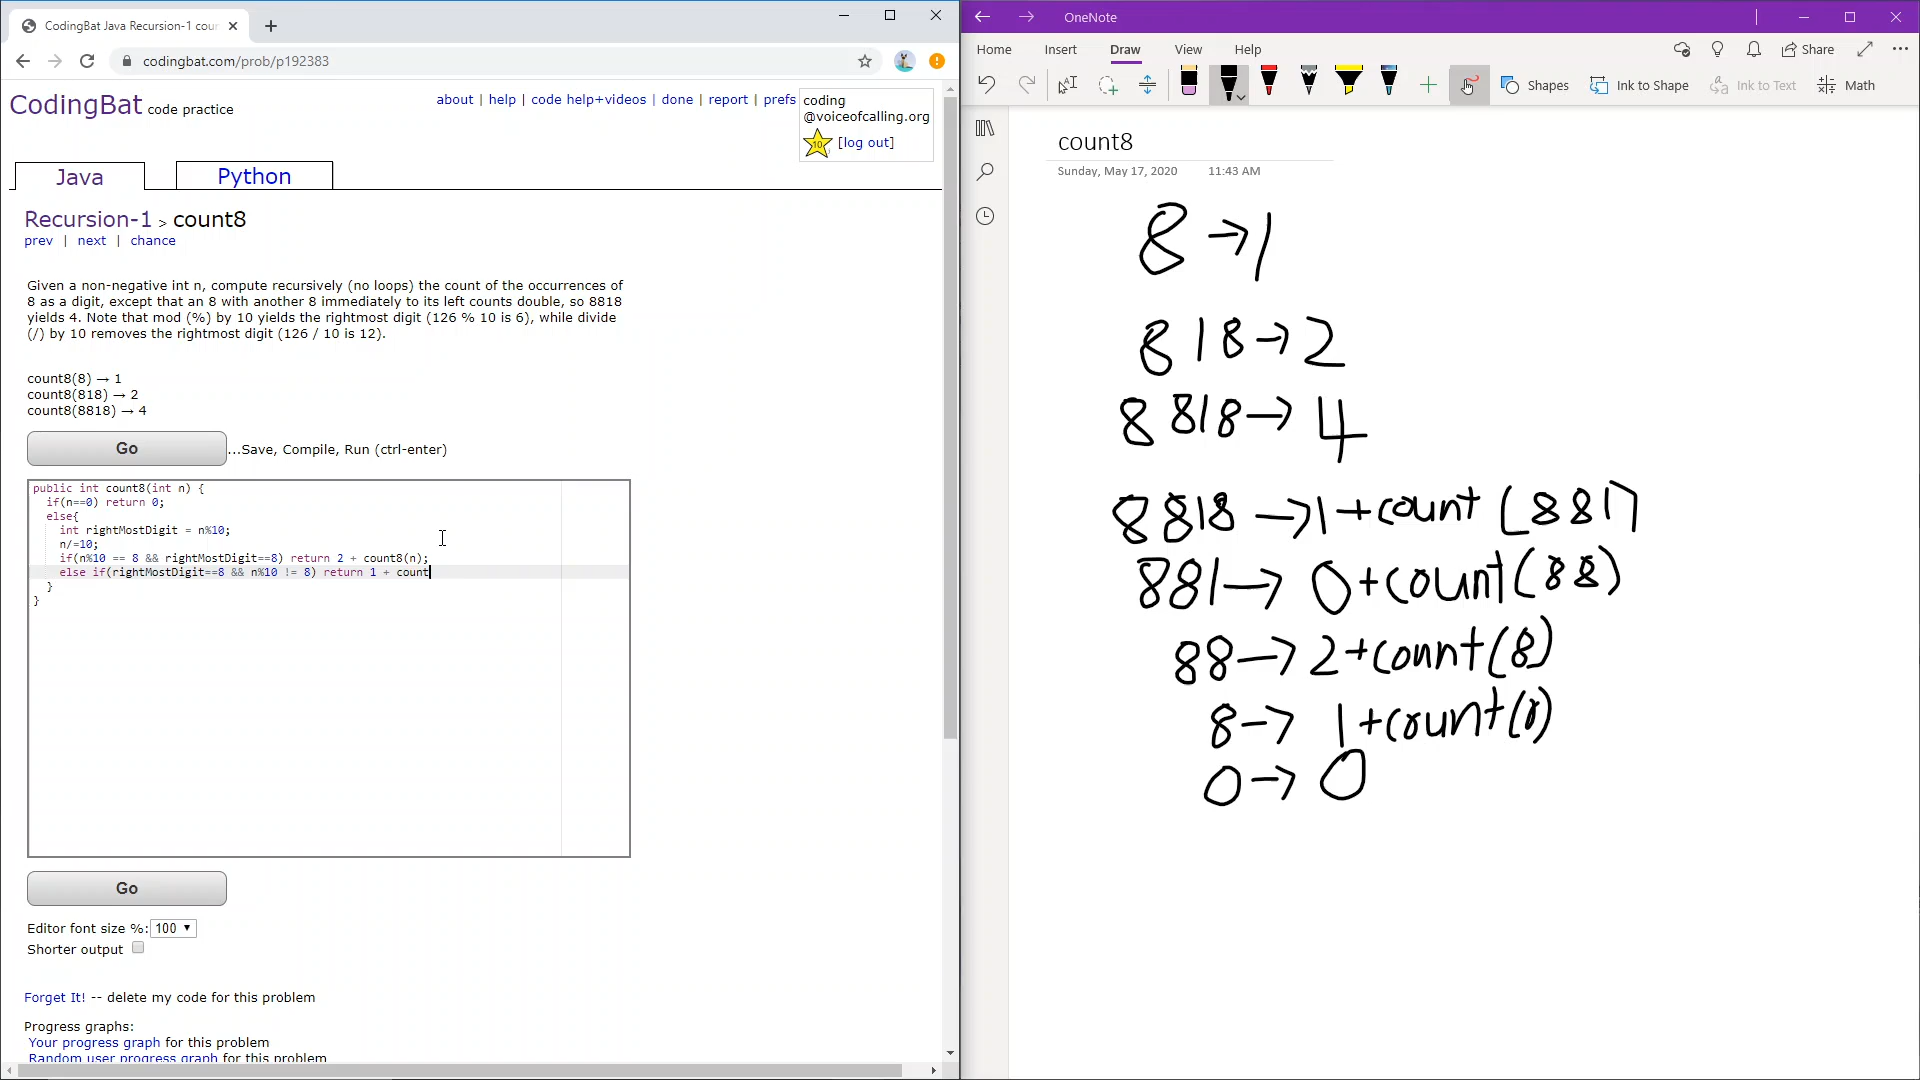 CodingBat Java Recursion-1 coun
codingbat.com/prob/p192383
CodingBat code practice
about | help | code help+videos | done | report | prefs
coding
@voiceofcalling.org
10
[log out]
Java
Python
Recursion-1 > count8
prev | next | chance
Given a non-negative int n, compute recursively (no loops) the count of the occurrences of
8 as a digit, except that an 8 with another 8 immediately to its left counts double, so 8818
yields 4. Note that mod (%) by 10 yields the rightmost digit (126 % 10 is 6), while divide
(/) by 10 removes the rightmost digit (126 / 10 is 12).
count8(8) → 1
count8(818) → 2
count8(8818) → 4
Go
...Save, Compile, Run (ctrl-enter)
public int count8(int n) {
if(n==0) return 0;
else{
int rightMostDigit = n%10;
n/=10;
if(n%10 == 8 && rightMostDigit==8) return 2 + count8(n);
else if(rightMostDigit==8 && n%10 != 8) return 1 + count
}
}
Go
Editor font size %: 100
Shorter output
Forget It! -- delete my code for this problem
Progress graphs:
Your progress graph for this problem
Random user progress graph for this problem
OneNote
Home Insert Draw View Help
Share
Shapes
Ink to Shape
Ink to Text
Math
count8
Sunday, May 17, 2020 11:43 AM
8 → 1
818 → 2
8818 → 4
8818 → 1+count (881)
881 → 0+count(88)
88 → 2+count(8)
8 → 1+count(0)
0 → 0